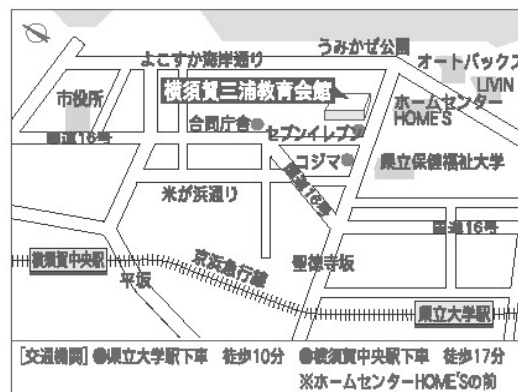 うみかぜ公園
よこすか海岸通り
オートバックス
LIVIN
横須賀三浦教育会館
ホームセンター
HOME'S
市役所
合同庁舎
セブンイレブン
国道16号
コジマ
県立保健福祉大学
国道16号
米が浜通り
国道16号
京浜急行線
聖徳寺坂
横須賀中央駅
平坂
県立大学駅
[交通機関] ●県立大学駅下車 徒歩10分 ●横須賀中央駅下車 徒歩17分
※ホームセンターHOME'Sの前